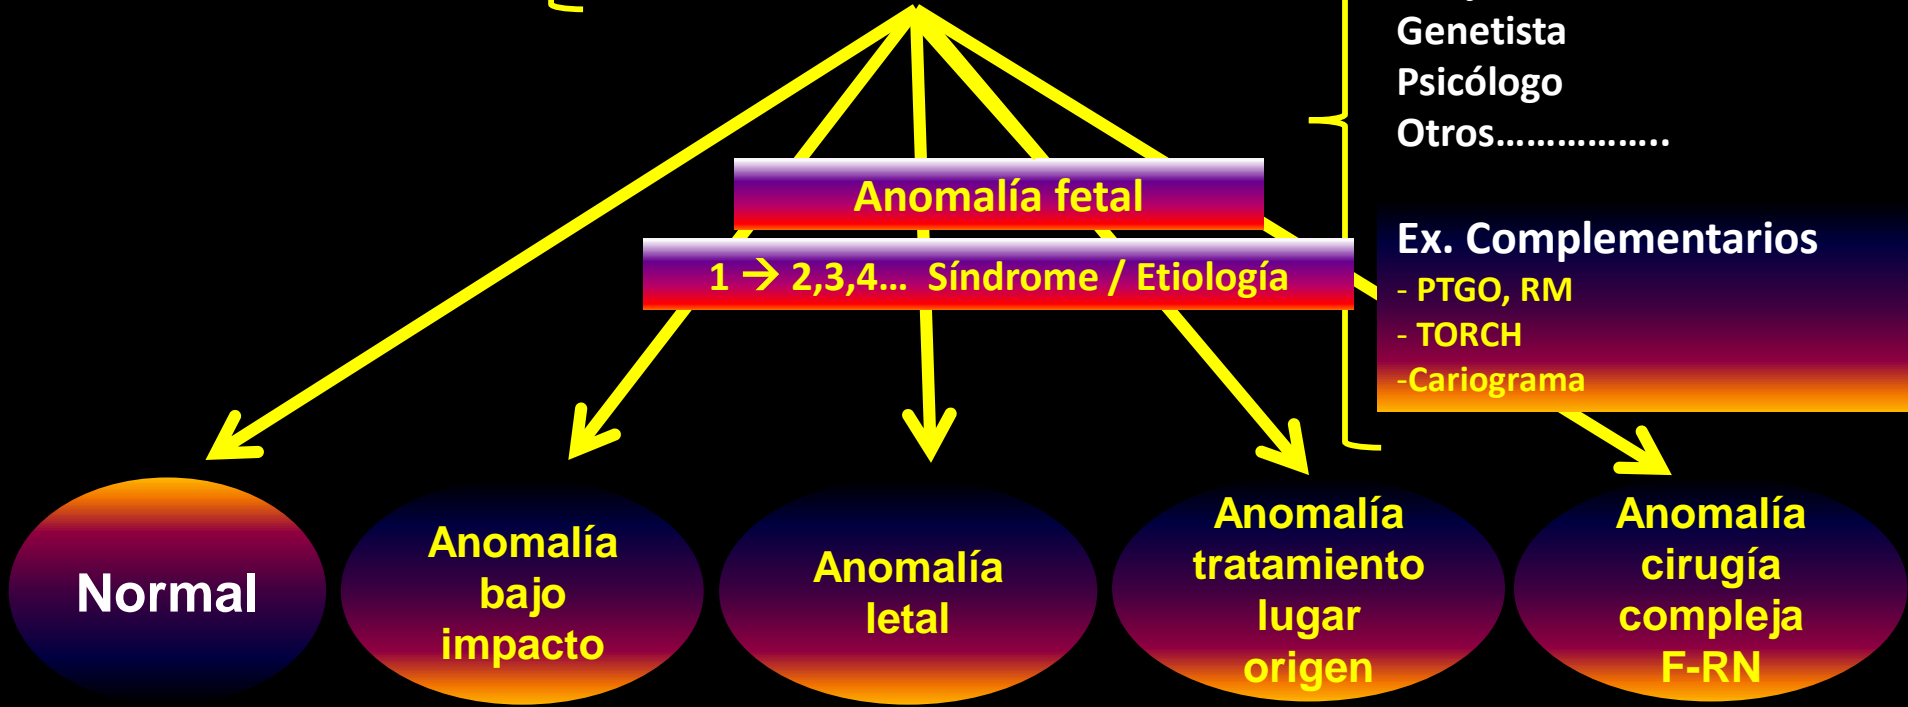 Genetista
Psicólogo
Otros……………..
Anomalía fetal
1 → 2,3,4… Síndrome / Etiología
Ex. Complementarios
- PTGO, RM
- TORCH
-Cariograma
Normal
Anomalía
bajo
impacto
Anomalía
letal
Anomalía
tratamiento
lugar
origen
Anomalía
cirugía
compleja
F-RN